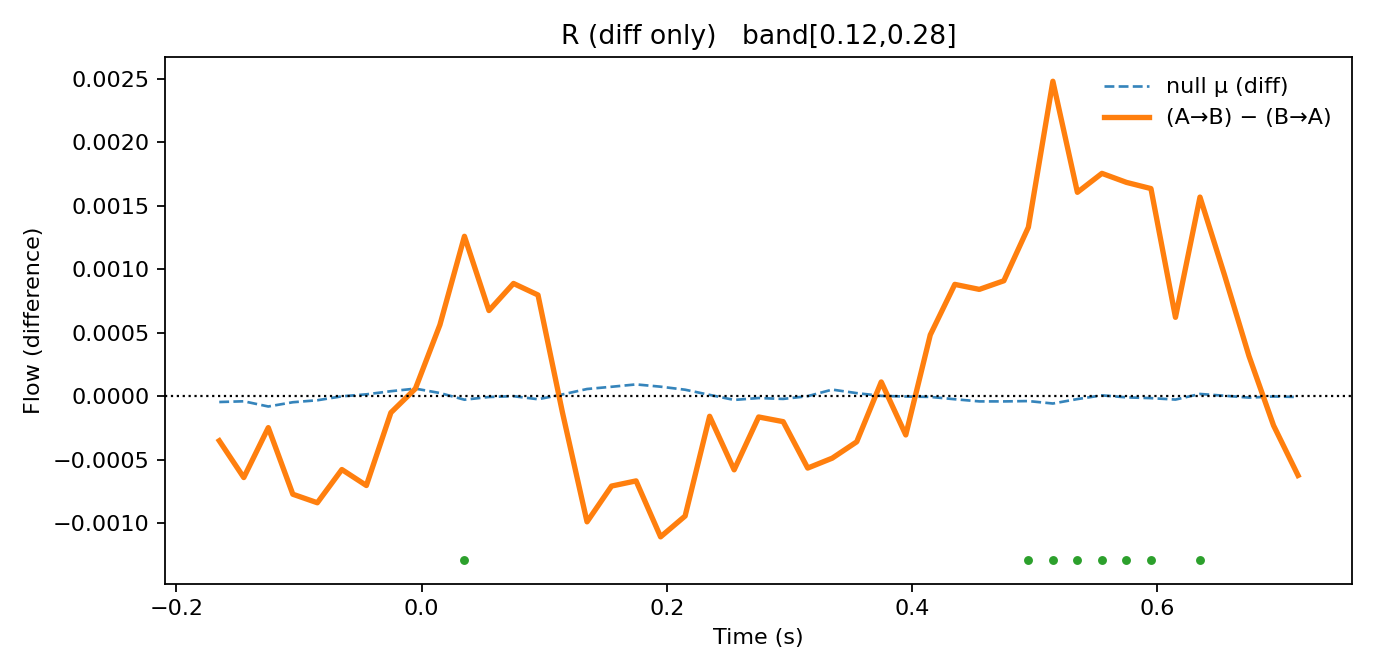 R (diff only)   band[0.12,0.28]
null μ (diff)
(A→B) − (B→A)
Flow (difference)
0.0025
0.0020
0.0015
0.0010
0.0005
0.0000
−0.0005
−0.0010
−0.2 0.0 0.2 0.4 0.6
Time (s)